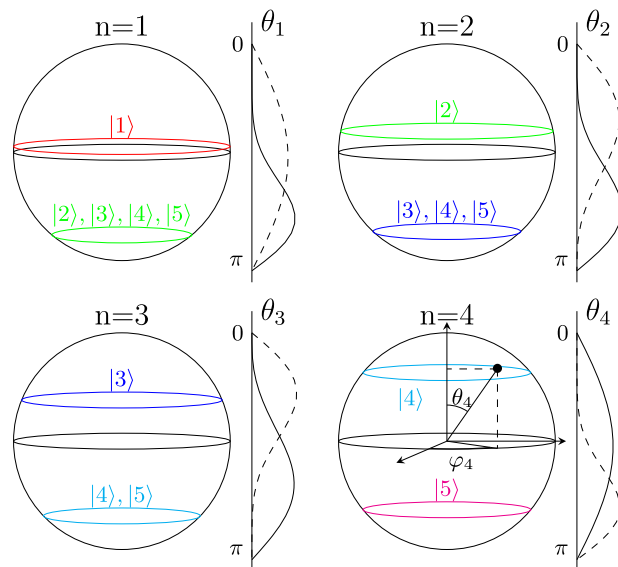 n=1 θ₁
0
|1⟩
|2⟩, |3⟩, |4⟩, |5⟩
π
n=2 θ₂
0
|2⟩
|3⟩, |4⟩, |5⟩
π
n=3 θ₃
0
|3⟩
|4⟩, |5⟩
π
n=4 θ₄
0
|4⟩ θ₄
φ₄
|5⟩
π